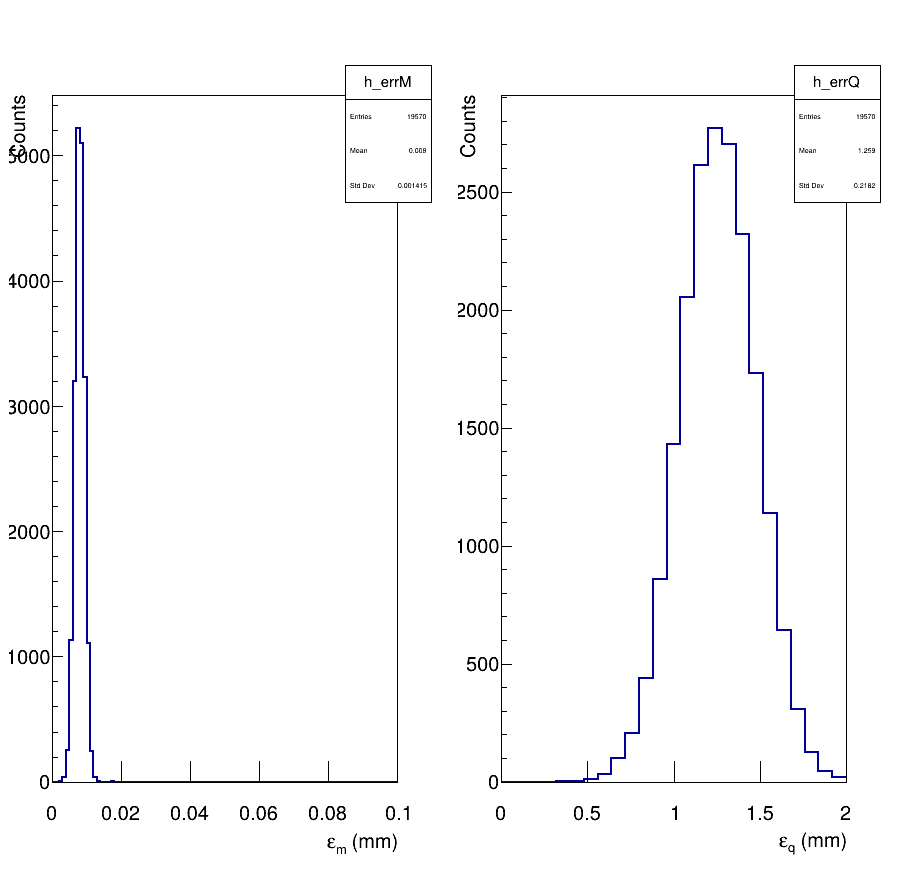 h_errM
Entries 19570
Mean 0.008
Std Dev 0.001415
Counts
5000
4000
3000
2000
1000
0
0 0.02 0.04 0.06 0.08 0.1
εm (mm)
h_errQ
Entries 19570
Mean 1.259
Std Dev 0.2182
Counts
2500
2000
1500
1000
500
0
0 0.5 1 1.5 2
εq (mm)